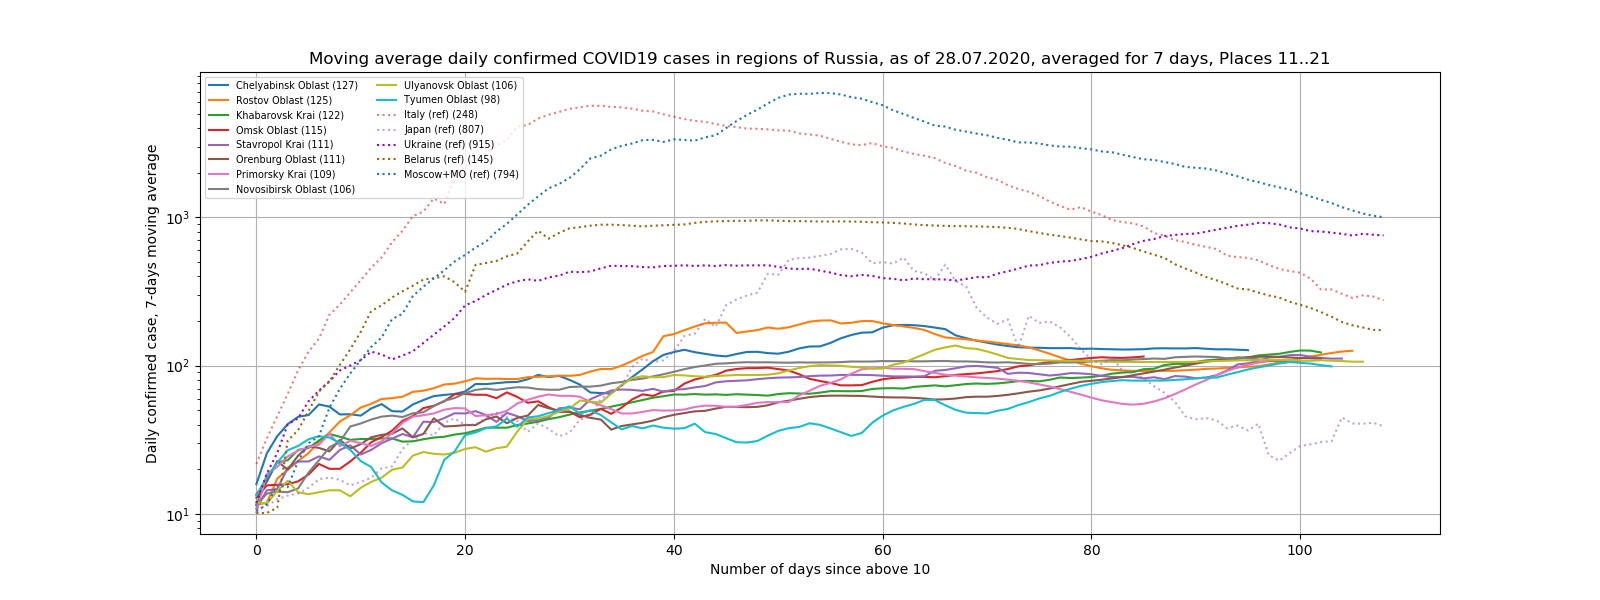 Moving average daily confirmed COVID19 cases in regions of Russia, as of 28.07.2020, averaged for 7 days, Places 11..21
Chelyabinsk Oblast (127)
Rostov Oblast (125)
Khabarovsk Krai (122)
Omsk Oblast (115)
Stavropol Krai (111)
Orenburg Oblast (111)
Primorsky Krai (109)
Novosibirsk Oblast (106)
Ulyanovsk Oblast (106)
Tyumen Oblast (98)
Italy (ref) (248)
Japan (ref) (807)
Ukraine (ref) (915)
Belarus (ref) (145)
Moscow+MO (ref) (794)
Daily confirmed case, 7-days moving average
10³
10²
10¹
0 20 40 60 80 100
Number of days since above 10